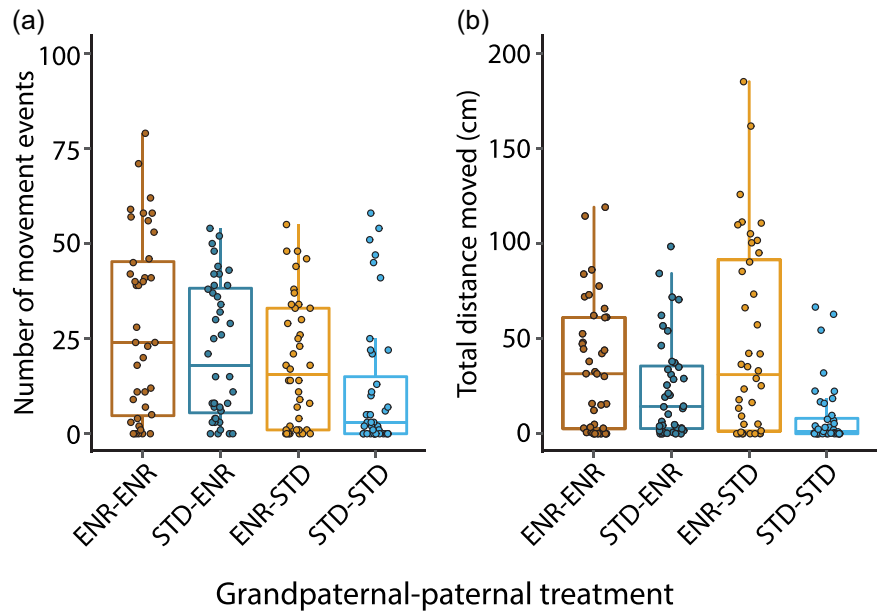 (a)
Number of movement events
100
75
50
25
0
ENR-ENR
STD-ENR
ENR-STD
STD-STD
(b)
Total distance moved (cm)
200
150
100
50
0
ENR-ENR
STD-ENR
ENR-STD
STD-STD
Grandpaternal-paternal treatment